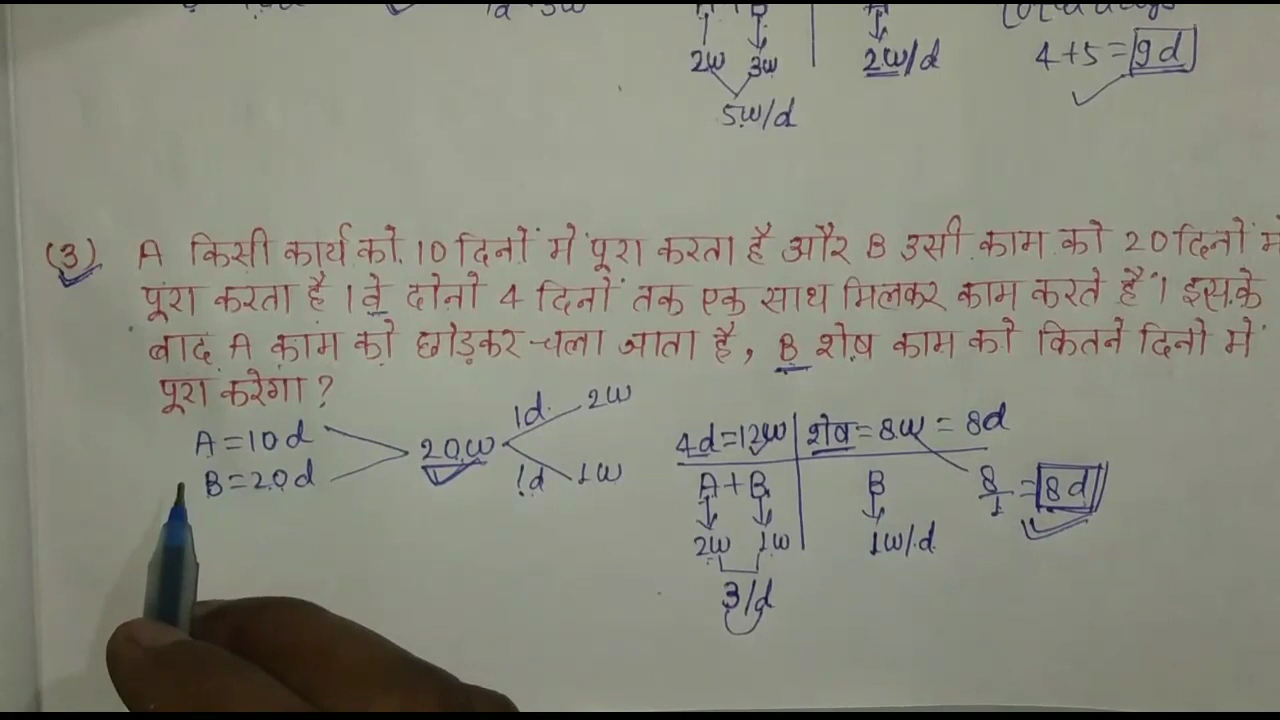 2w 3w
2w/d
4+5=9d
5w/d
(3) A किसी कार्य को 10 दिनों में पूरा करता है और B उसी काम को 20 दिनों में
पूरा करता है। वे दोनो 4 दिनों तक एक साथ मिलकर काम करते हैं। इसके
बाद A काम को छोड़कर चला जाता है, B शेष काम को कितने दिनो में
पूरा करेगा?
A=10d
B=20d
20w
1d 2w
1d 1w
4d=12w शेष=8w=8d
A+B B 8/1=8d
2w 1w 1w/d
3/d